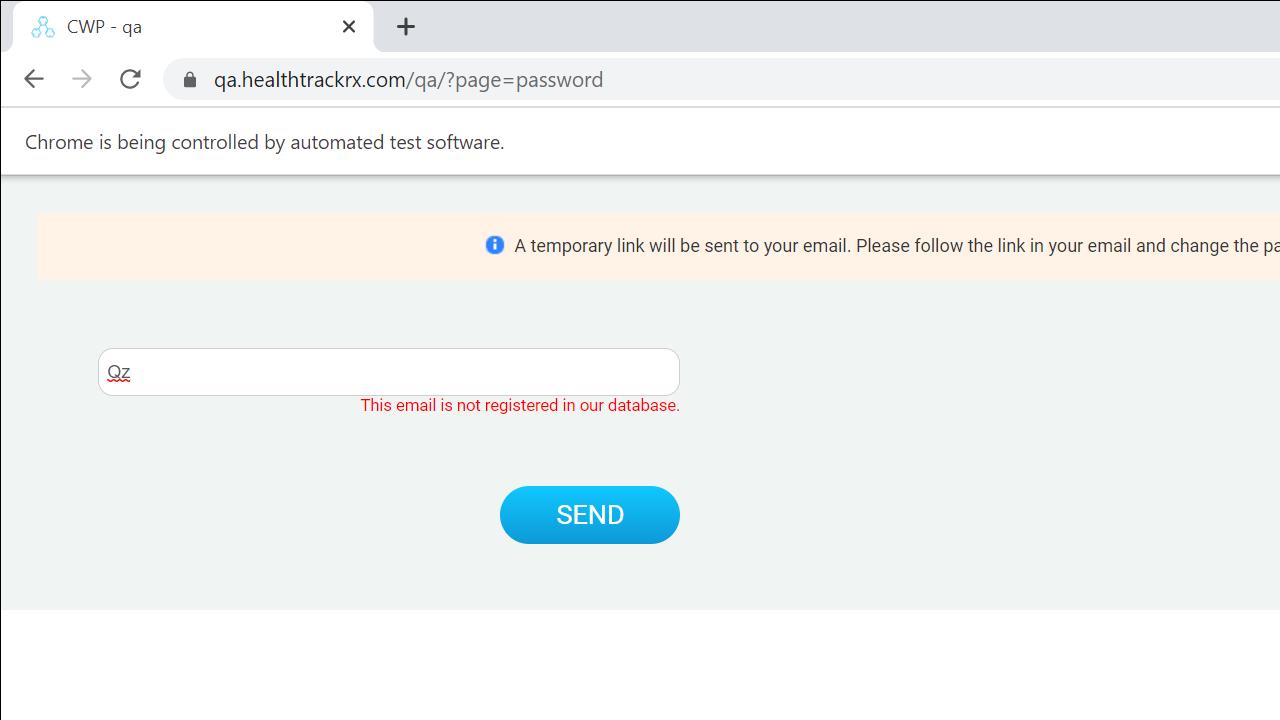 CWP - qa
qa.healthtrackrx.com/qa/?page=password
Chrome is being controlled by automated test software.
A temporary link will be sent to your email. Please follow the link in your email and change the
Qz
This email is not registered in our database.
SEND